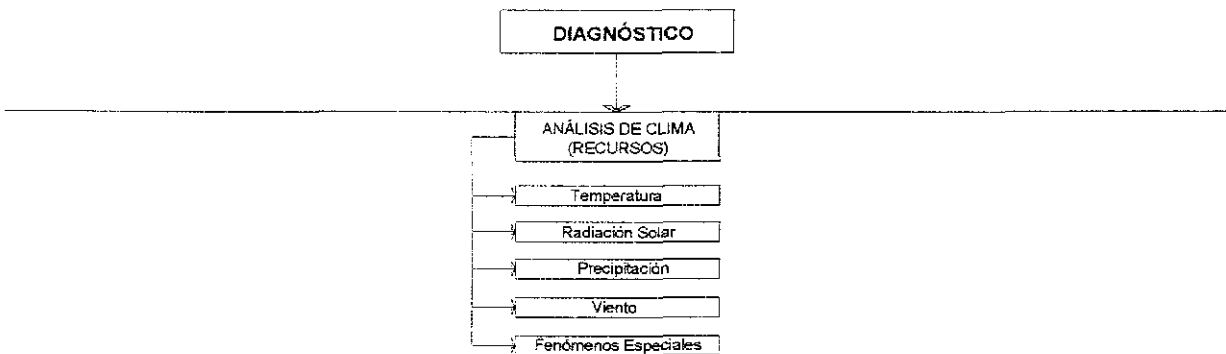 DIAGNÓSTICO
ANÁLISIS DE CLIMA
(RECURSOS)
Temperatura
Radiación Solar
Precipitación
Viento
Fenómenos Especiales